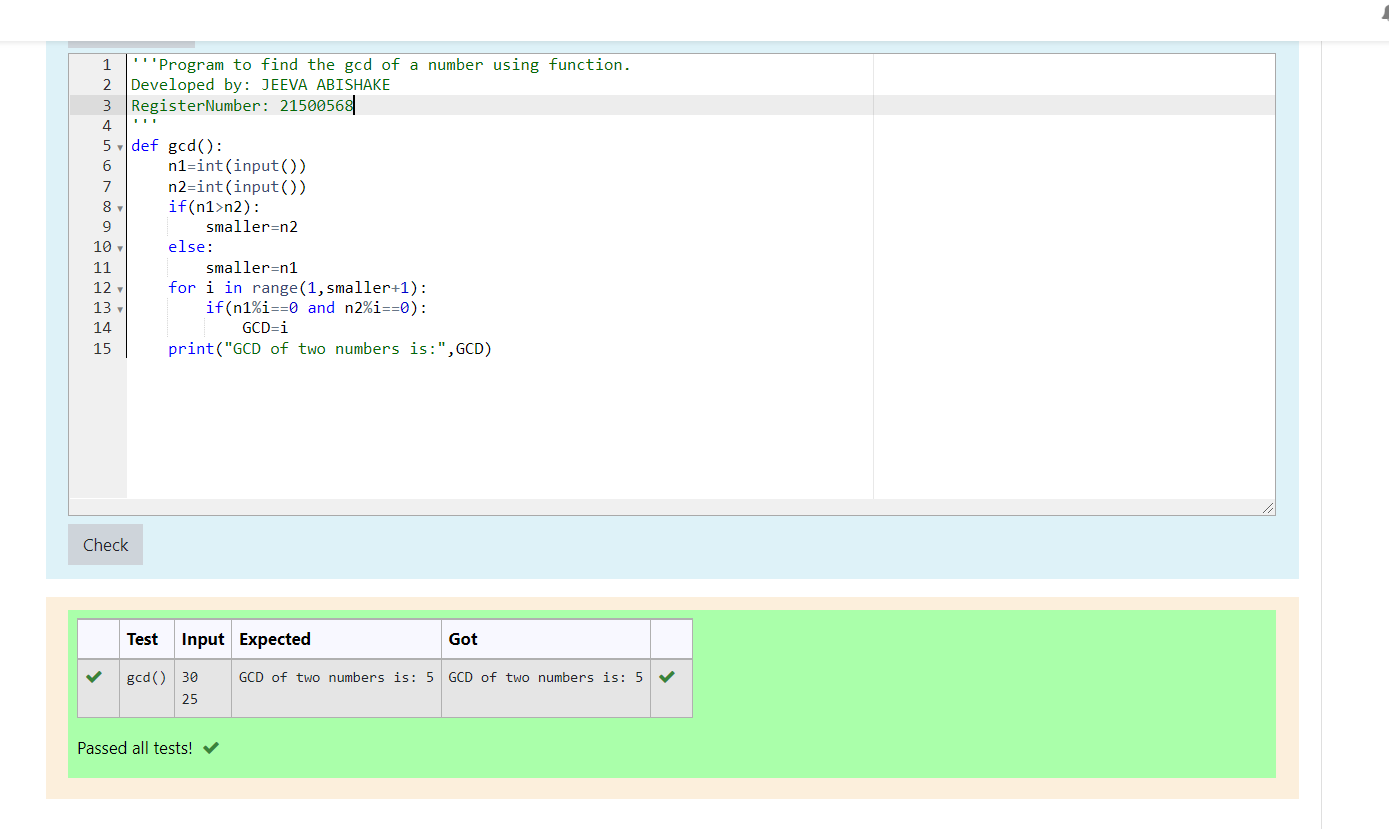 1 '''Program to find the gcd of a number using function.
2 Developed by: JEEVA ABISHAKE
3 RegisterNumber: 21500568
4 '''
5 def gcd():
6     n1=int(input())
7     n2=int(input())
8     if(n1>n2):
9         smaller=n2
10     else:
11         smaller=n1
12     for i in range(1,smaller+1):
13         if(n1%i==0 and n2%i==0):
14             GCD=i
15     print("GCD of two numbers is:",GCD)
Check
Test Input Expected Got
gcd() 30 GCD of two numbers is: 5 GCD of two numbers is: 5
25
Passed all tests!